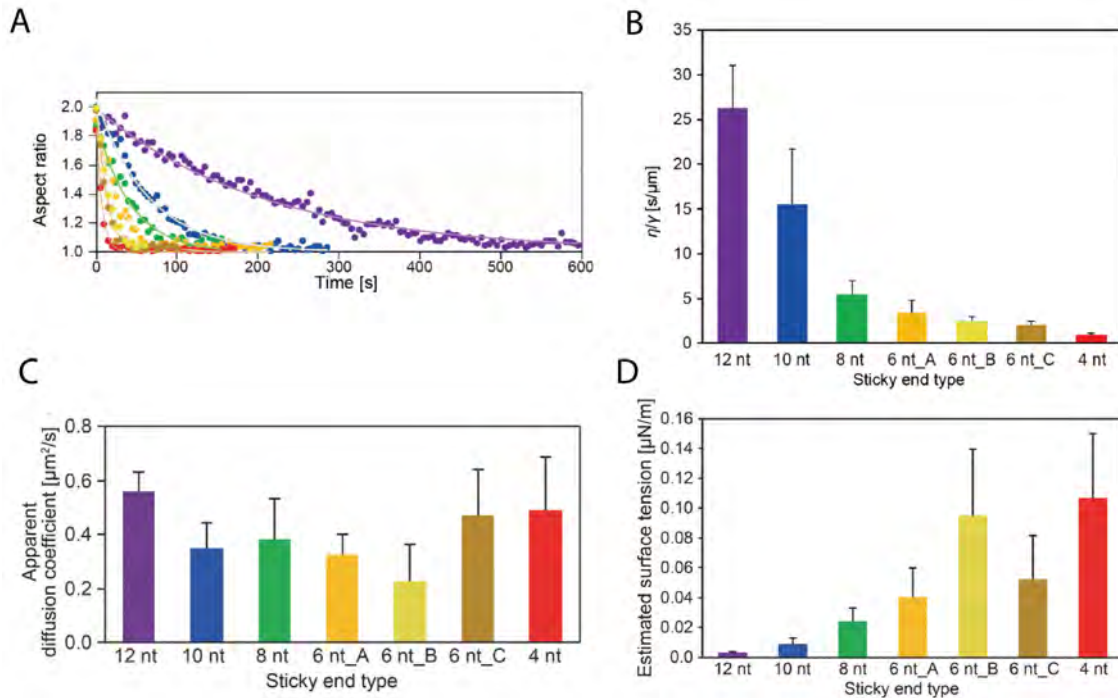 A
Aspect ratio
2.0
1.8
1.6
1.4
1.2
1.0
0 100 200 300 400 500 600
Time [s]
B
η/γ [s/μm]
35
30
25
20
15
10
5
0
12 nt 10 nt 8 nt 6 nt_A 6 nt_B 6 nt_C 4 nt
Sticky end type
C
Apparent
diffusion coefficient [μm²/s]
0.8
0.6
0.4
0.2
0.0
12 nt 10 nt 8 nt 6 nt_A 6 nt_B 6 nt_C 4 nt
Sticky end type
D
Estimated surface tension [μN/m]
0.16
0.14
0.12
0.10
0.08
0.06
0.04
0.02
0.0
12 nt 10 nt 8 nt 6 nt_A 6 nt_B 6 nt_C 4 nt
Sticky end type